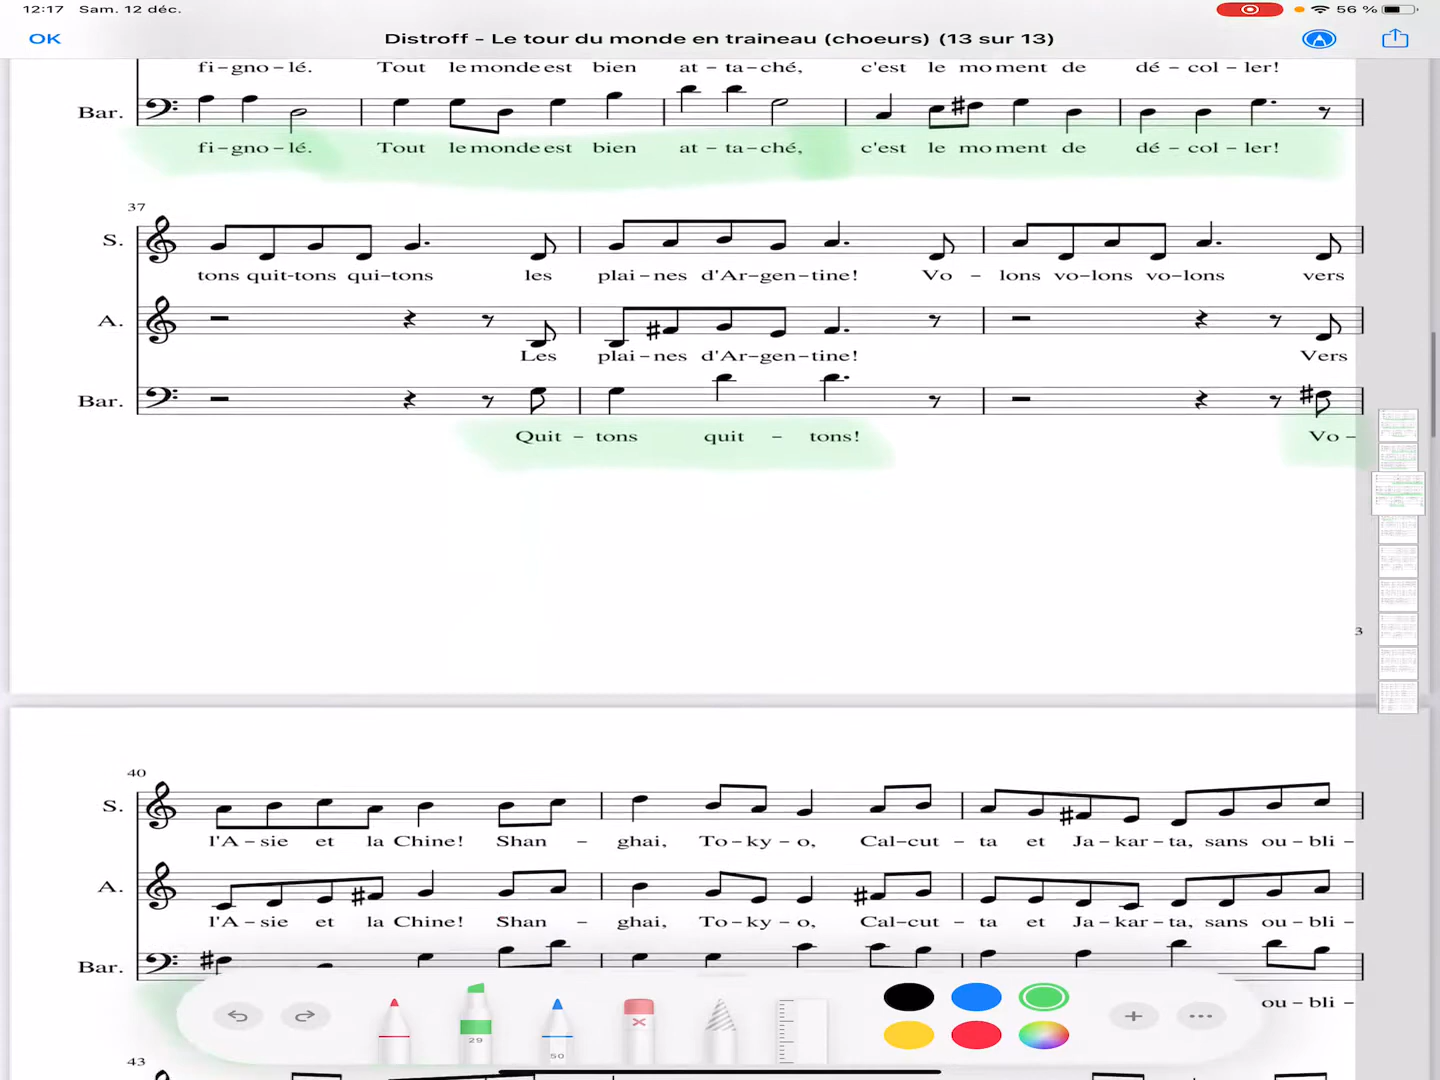 12:17 Sam. 12 déc. 56 %
OK Distroff - Le tour du monde en traineau (choeurs) (13 sur 13)
fi-gno-lé. Tout le monde est bien at-ta-ché, c'est le moment de dé-col-ler!
Bar.
fi-gno-lé. Tout le monde est bien at-ta-ché, c'est le moment de dé-col-ler!
37
S.
tons quit-tons qui-tons les plai-nes d'Ar-gen-tine! Vo-lons vo-lons vo-lons vers
A.
Les plai-nes d'Ar-gen-tine! Vers
Bar.
Quit-tons quit-tons! Vo-
3
40
S.
l'A-sie et la Chine! Shan-ghai, To-ky-o, Cal-cut-ta et Ja-kar-ta, sans ou-bli-
A.
l'A-sie et la Chine! Shan-ghai, To-ky-o, Cal-cut-ta et Ja-kar-ta, sans ou-bli-
Bar.
ou-bli-
29
50
43